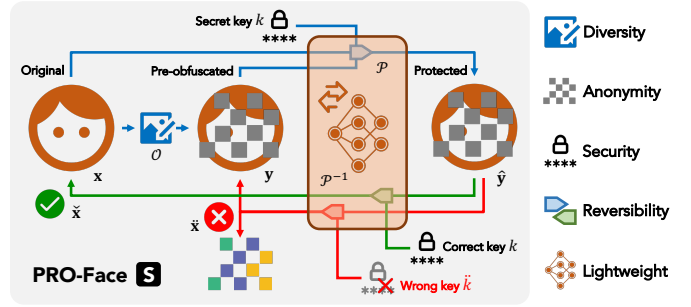 Secret key k
****
Original
Pre-obfuscated
P
Protected
O
x
y
P⁻¹
ŷ
x̌
ẍ
**** Correct key k
**** Wrong key k̈
PRO-Face S
Diversity
Anonymity
****
Security
Reversibility
Lightweight